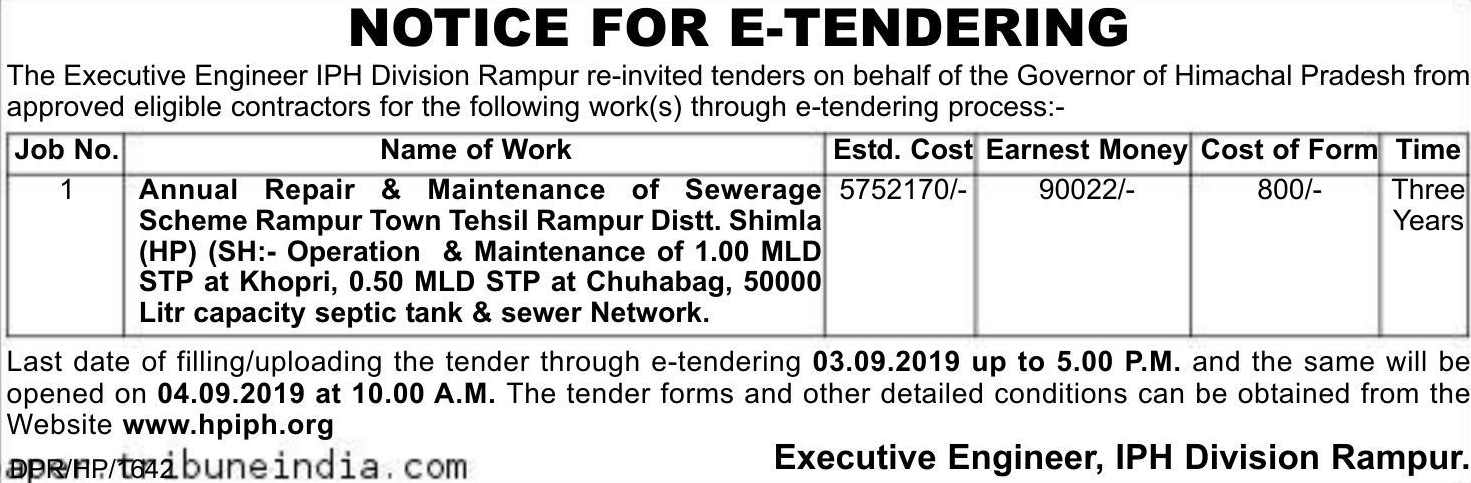 NOTICE FOR E-TENDERING
The Executive Engineer IPH Division Rampur re-invited tenders on behalf of the Governor of Himachal Pradesh from
approved eligible contractors for the following work(s) through e-tendering process:-
Job No. Name of Work Estd. Cost Earnest Money Cost of Form Time
1 Annual Repair & Maintenance of Sewerage 5752170/- 90022/- 800/- Three
Scheme Rampur Town Tehsil Rampur Distt. Shimla Years
(HP) (SH:- Operation & Maintenance of 1.00 MLD
STP at Khopri, 0.50 MLD STP at Chuhabag, 50000
Litr capacity septic tank & sewer Network.
Last date of filling/uploading the tender through e-tendering 03.09.2019 up to 5.00 P.M. and the same will be
opened on 04.09.2019 at 10.00 A.M. The tender forms and other detailed conditions can be obtained from the
Website www.hpiph.org
Executive Engineer, IPH Division Rampur.
DPR/HP/1642